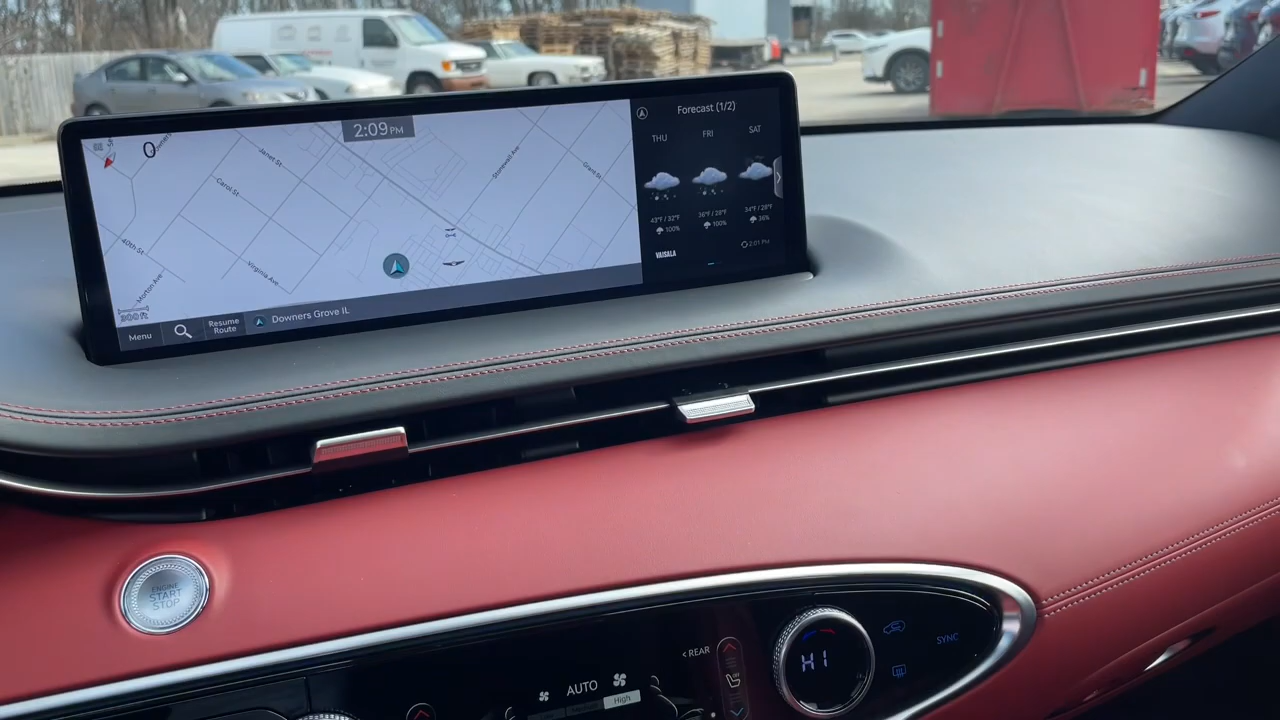 2:09 PM
0
Janet St
Carol St
Stonewall Ave
Grant St
40th St
Virginia Ave
Morton Ave
300 ft
Menu
Resume
Route
Downers Grove IL
Forecast (1/2)
THU
FRI
SAT
43°F / 32°F
36°F / 28°F
34°F / 28°F
100%
100%
36%
VAISALA
2:01 PM
ENGINE
START
STOP
< REAR
OFF
HI
SYNC
AUTO
High